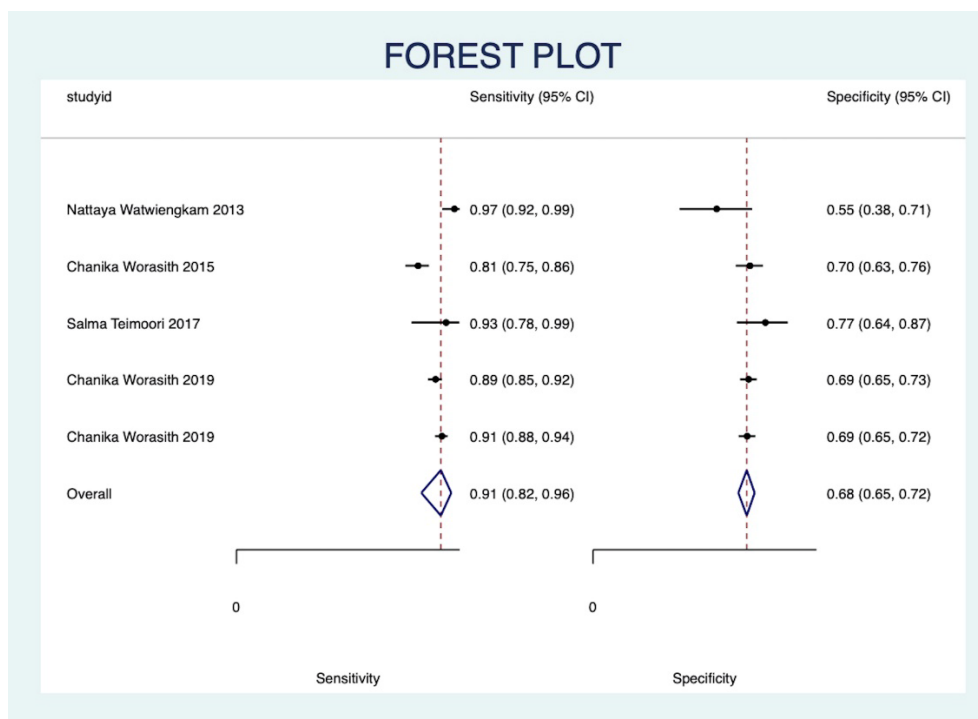 FOREST PLOT
studyid Sensitivity (95% CI) Specificity (95% CI)
Nattaya Watwiengkam 2013 0.97 (0.92, 0.99) 0.55 (0.38, 0.71)
Chanika Worasith 2015 0.81 (0.75, 0.86) 0.70 (0.63, 0.76)
Salma Teimoori 2017 0.93 (0.78, 0.99) 0.77 (0.64, 0.87)
Chanika Worasith 2019 0.89 (0.85, 0.92) 0.69 (0.65, 0.73)
Chanika Worasith 2019 0.91 (0.88, 0.94) 0.69 (0.65, 0.72)
Overall 0.91 (0.82, 0.96) 0.68 (0.65, 0.72)
0 0
Sensitivity Specificity